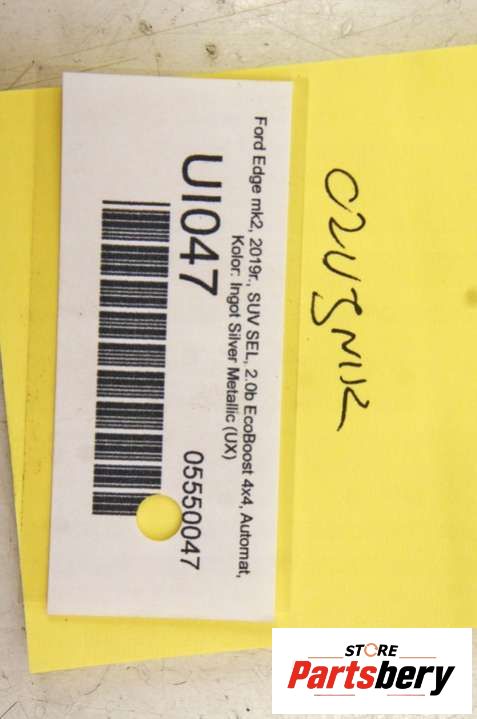 Ford Edge mk2, 2019r., SUV SEL, 2.0b EcoBoost 4x4, Automat,
Kolor: Ingot Silver Metallic (UX)
UI047
05550047
CZUJNIK
STORE
Partsbery